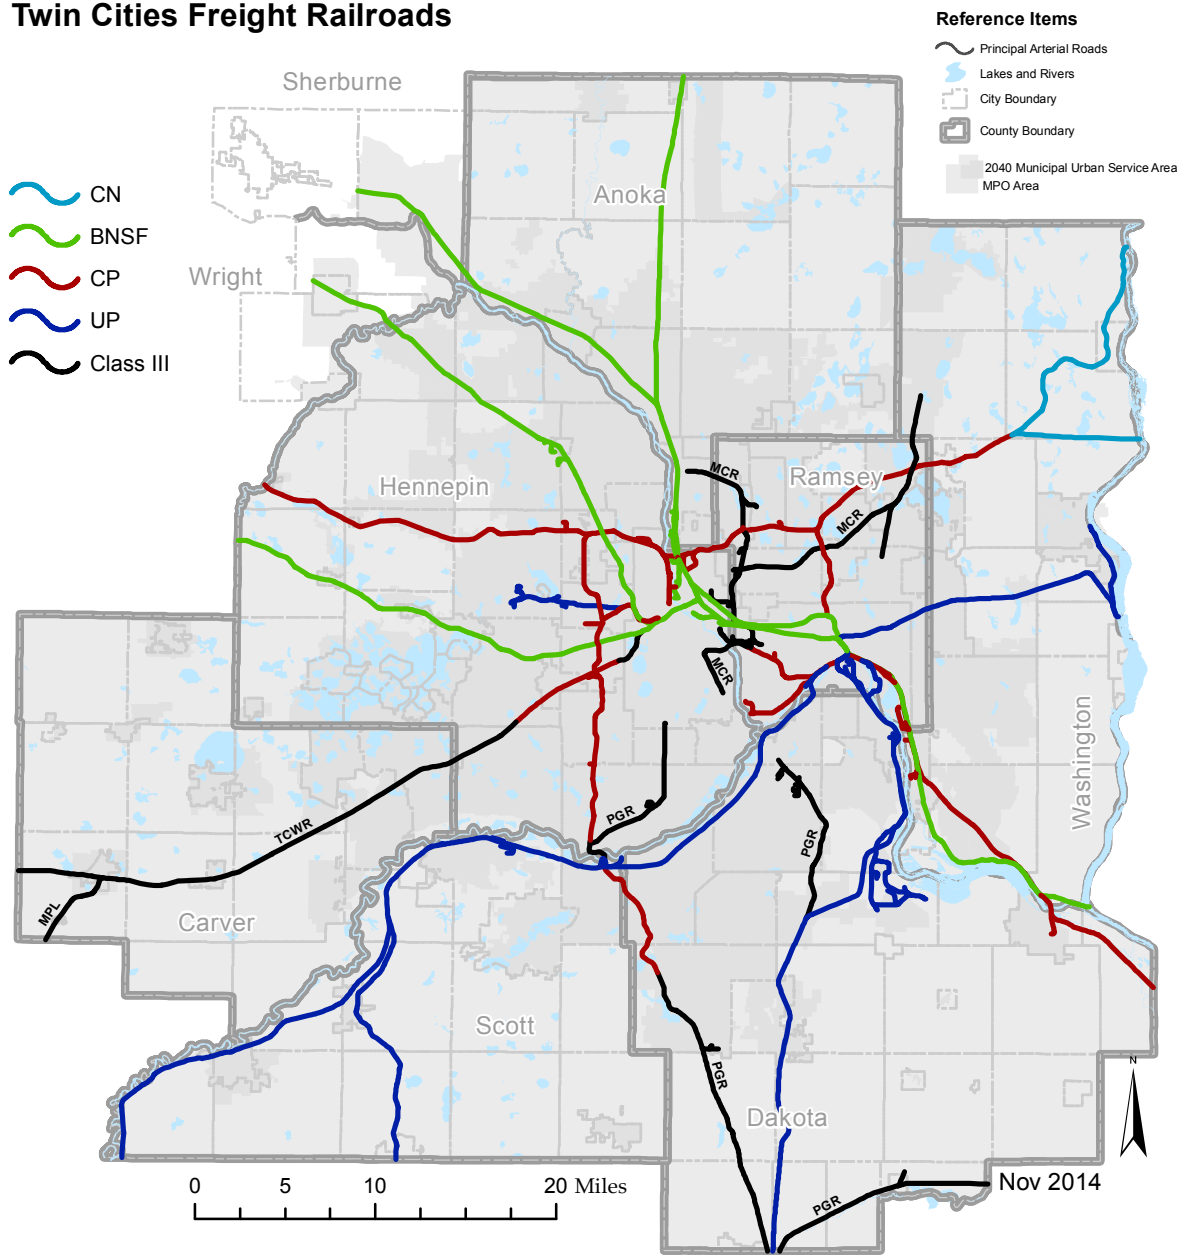 Twin Cities Freight Railroads
Reference Items
Principal Arterial Roads
Lakes and Rivers
City Boundary
County Boundary
2040 Municipal Urban Service Area
MPO Area
CN
BNSF
CP
UP
Class III
Sherburne
Anoka
Wright
Hennepin
Ramsey
MCR
MCR
MCR
Washington
PGR
PGR
TCWR
MPL
Carver
Scott
PGR
Dakota
PGR
N
Nov 2014
0 5 10 20 Miles